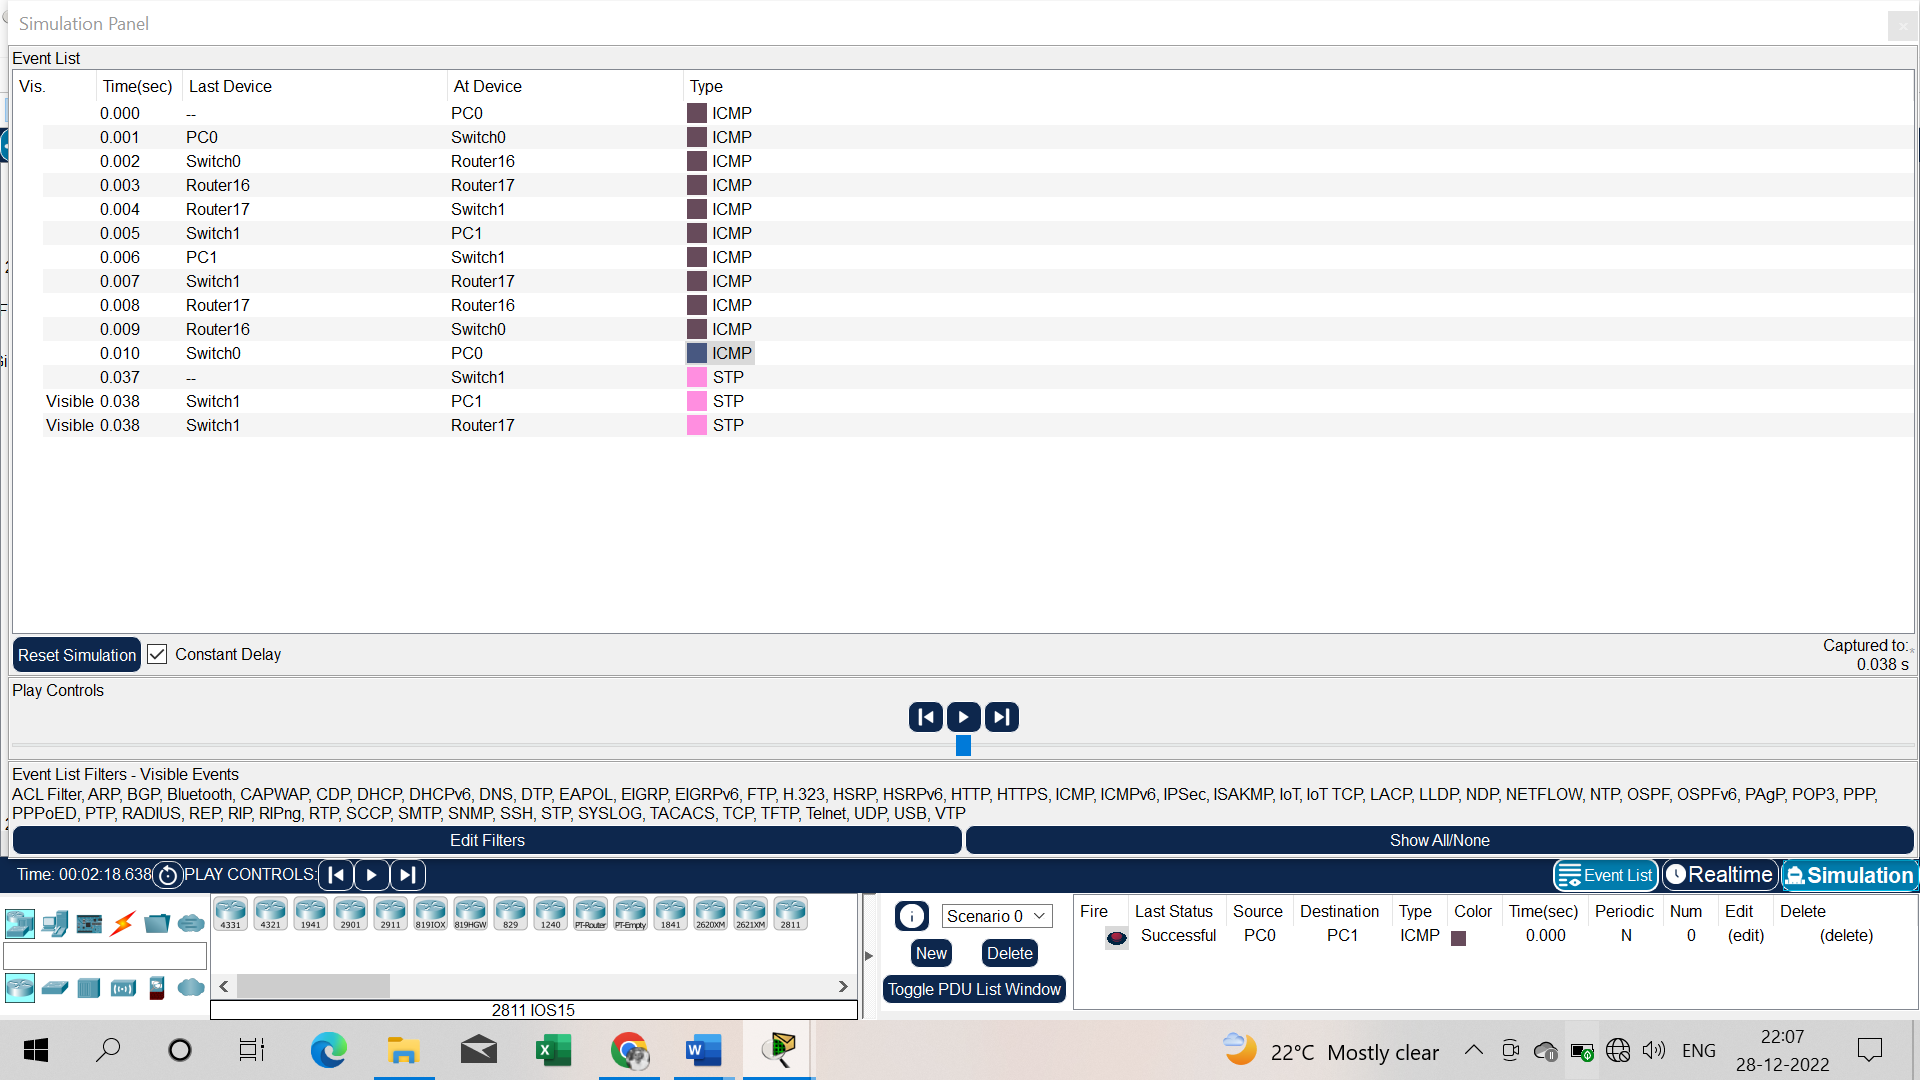 Simulation Panel
Event List
Vis. Time(sec) Last Device At Device Type
0.000 -- PC0 ICMP
0.001 PC0 Switch0 ICMP
0.002 Switch0 Router16 ICMP
0.003 Router16 Router17 ICMP
0.004 Router17 Switch1 ICMP
0.005 Switch1 PC1 ICMP
0.006 PC1 Switch1 ICMP
0.007 Switch1 Router17 ICMP
0.008 Router17 Router16 ICMP
0.009 Router16 Switch0 ICMP
0.010 Switch0 PC0 ICMP
0.037 -- Switch1 STP
Visible 0.038 Switch1 PC1 STP
Visible 0.038 Switch1 Router17 STP
Reset Simulation Constant Delay
Captured to:
0.038 s
Play Controls
Event List Filters - Visible Events
ACL Filter, ARP, BGP, Bluetooth, CAPWAP, CDP, DHCP, DHCPv6, DNS, DTP, EAPOL, EIGRP, EIGRPv6, FTP, H.323, HSRP, HSRPv6, HTTP, HTTPS, ICMP, ICMPv6, IPSec, ISAKMP, IoT, IoT TCP, LACP, LLDP, NDP, NETFLOW, NTP, OSPF, OSPFv6, PAgP, POP3, PPP,
PPPoED, PTP, RADIUS, REP, RIP, RIPng, RTP, SCCP, SMTP, SNMP, SSH, STP, SYSLOG, TACACS, TCP, TFTP, Telnet, UDP, USB, VTP
Edit Filters Show All/None
Time: 00:02:18.638 PLAY CONTROLS: Event List Realtime Simulation
4331 4321 1941 2901 2911 819IOX 819HGW 829 1240 PT-Router PT-Empty 1841 2620XM 2621XM 2811
2811 IOS15
Scenario 0
New Delete
Toggle PDU List Window
Fire Last Status Source Destination Type Color Time(sec) Periodic Num Edit Delete
Successful PC0 PC1 ICMP 0.000 N 0 (edit) (delete)
22°C Mostly clear ENG 22:07
28-12-2022